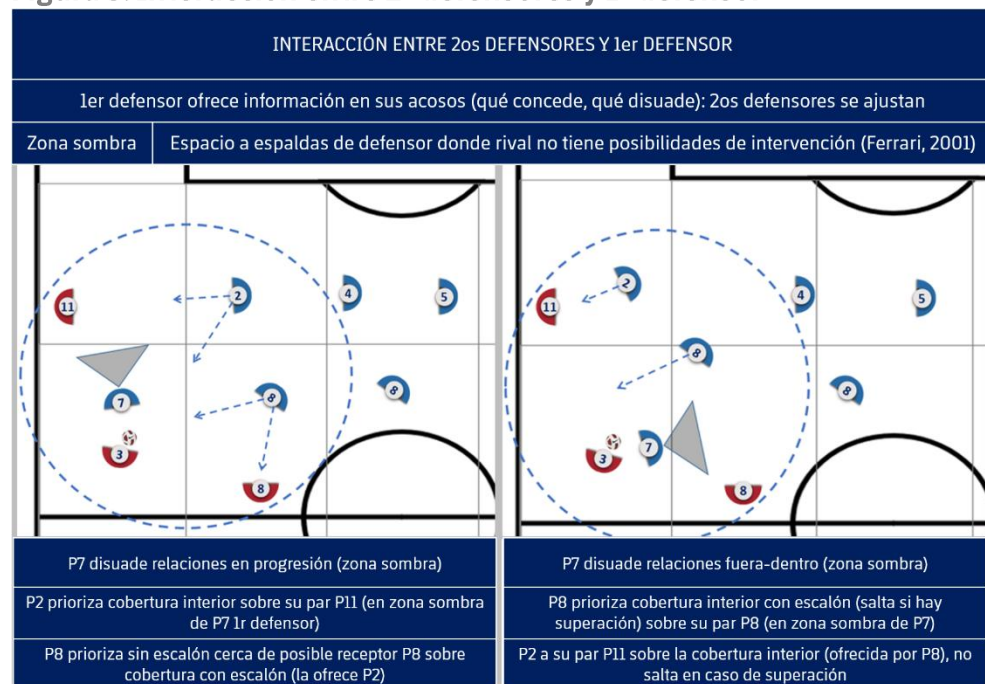 INTERACCIÓN ENTRE 2os DEFENSORES Y 1er DEFENSOR
1er defensor ofrece información en sus acosos (qué concede, qué disuade): 2os defensores se ajustan
Zona sombra
Espacio a espaldas de defensor donde rival no tiene posibilidades de intervención (Ferrari, 2001)
11
2
4
5
7
8
8
3
8
11
2
4
5
8
8
3
7
8
P7 disuade relaciones en progresión (zona sombra)
P2 prioriza cobertura interior sobre su par P11 (en zona sombra
de P7 1r defensor)
P8 prioriza sin escalón cerca de posible receptor P8 sobre
cobertura con escalón (la ofrece P2)
P7 disuade relaciones fuera-dentro (zona sombra)
P8 prioriza cobertura interior con escalón (salta si hay
superación) sobre su par P8 (en zona sombra de P7)
P2 a su par P11 sobre la cobertura interior (ofrecida por P8), no
salta en caso de superación